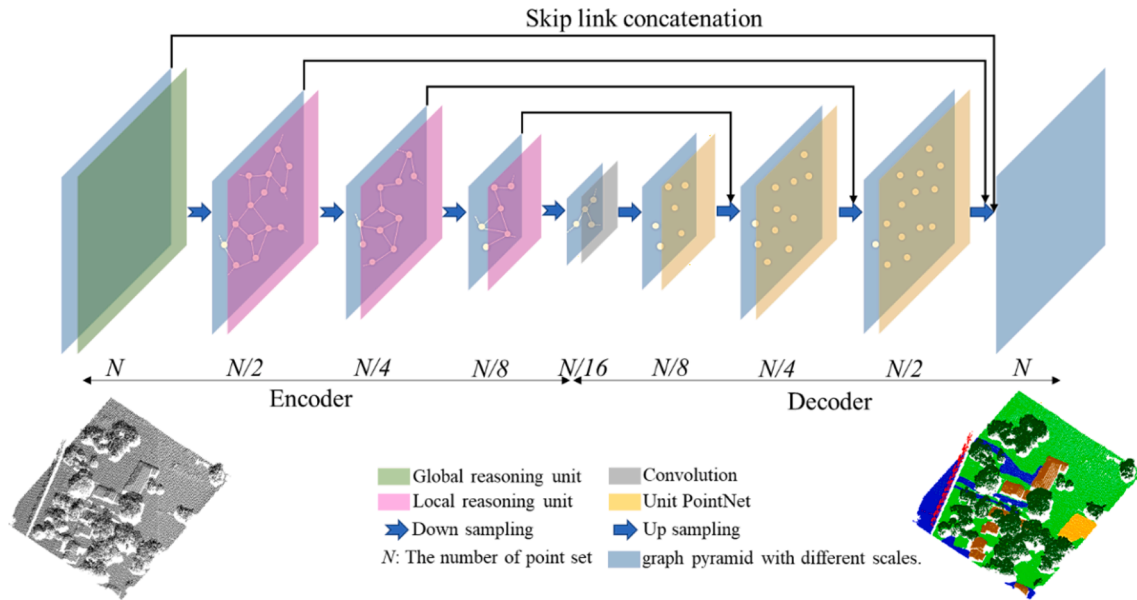 Skip link concatenation
N N/2 N/4 N/8 N/16 N/8 N/4 N/2 N
Encoder Decoder
Global reasoning unit Convolution
Local reasoning unit Unit PointNet
Down sampling Up sampling
N: The number of point set graph pyramid with different scales.